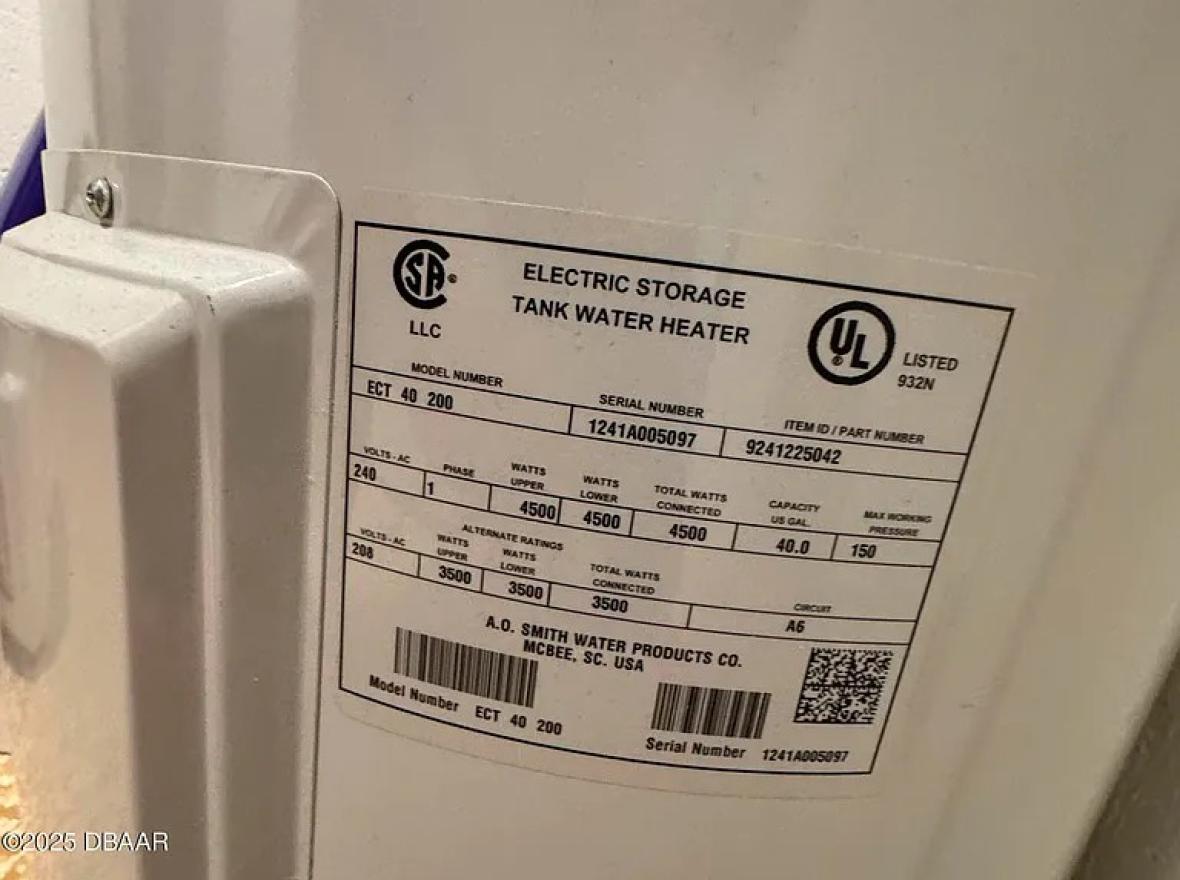 SA ®
LLC
ELECTRIC STORAGE
TANK WATER HEATER
UL ®
LISTED
932N
MODEL NUMBER SERIAL NUMBER ITEM ID / PART NUMBER
ECT 40 200 1241A005097 9241225042
VOLTS - AC PHASE WATTS UPPER WATTS LOWER TOTAL WATTS CONNECTED CAPACITY US GAL. MAX WORKING PRESSURE
240 1 4500 4500 4500 40.0 150
ALTERNATE RATINGS
VOLTS - AC WATTS UPPER WATTS LOWER TOTAL WATTS CONNECTED CIRCUIT
208 3500 3500 3500 A6
A.O. SMITH WATER PRODUCTS CO.
MCBEE, SC. USA
Model Number ECT 40 200
Serial Number 1241A005097
©2025 DBAAR